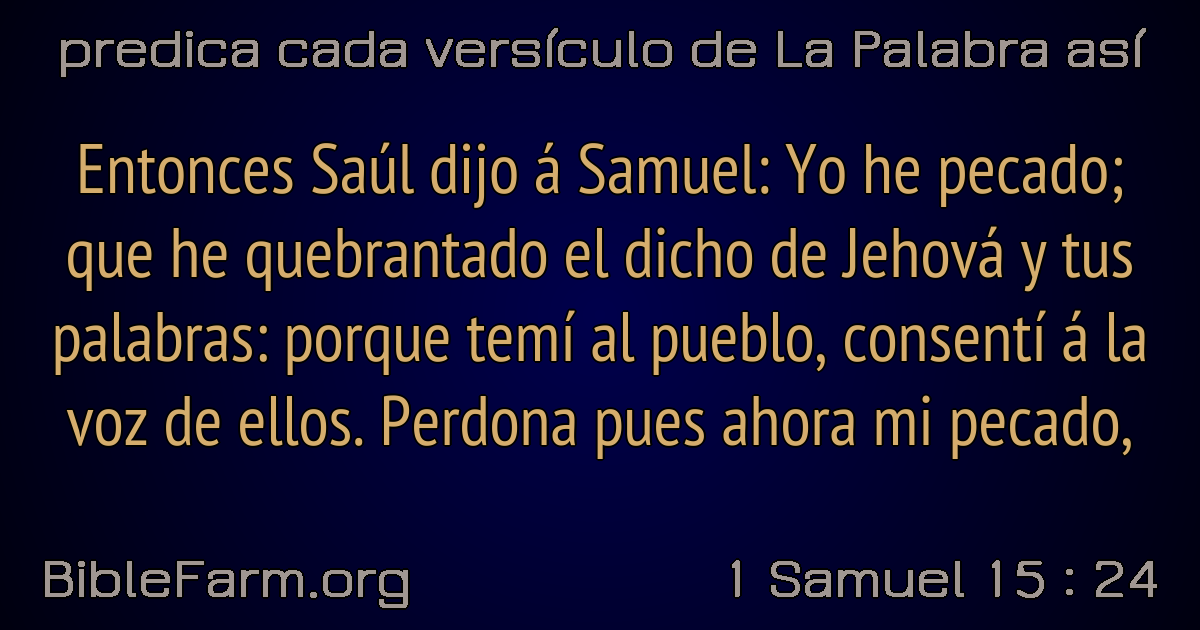 predica cada versículo de La Palabra así
Entonces Saúl dijo á Samuel: Yo he pecado;
que he quebrantado el dicho de Jehová y tus
palabras: porque temí al pueblo, consentí á la
voz de ellos. Perdona pues ahora mi pecado,
BibleFarm.org
1 Samuel 15 : 24